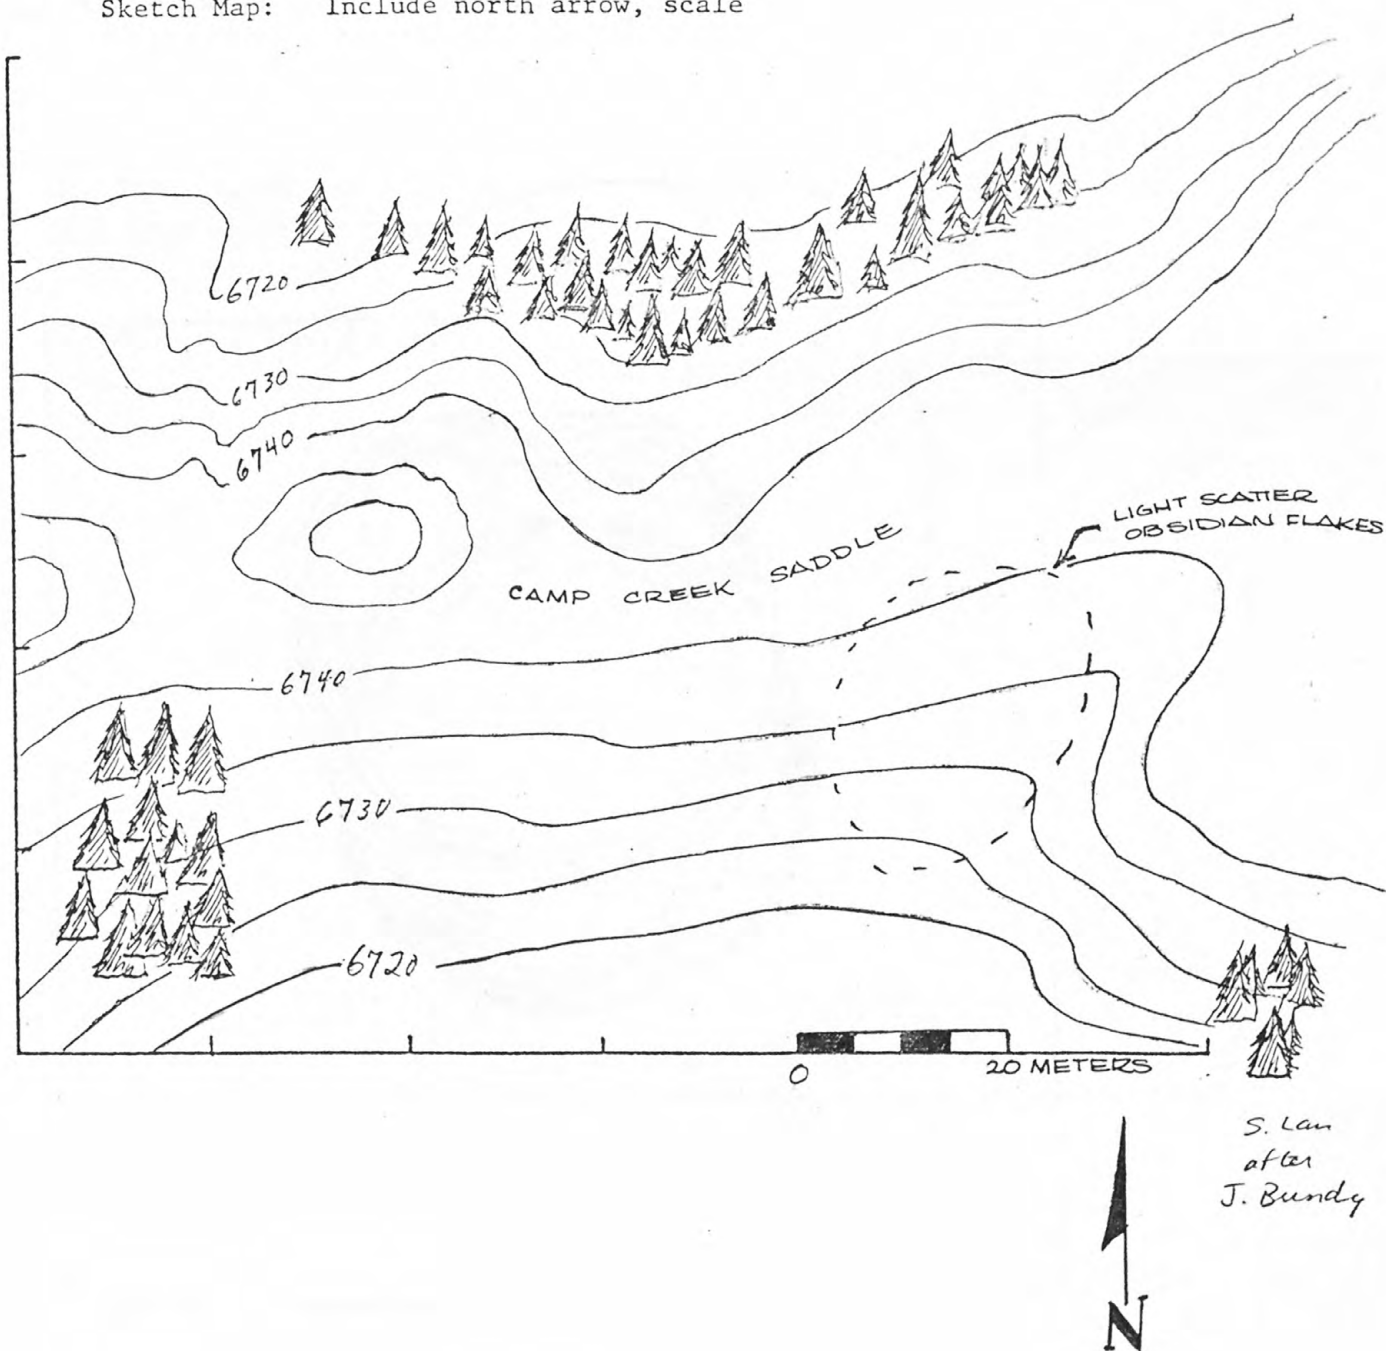 Sketch Map: Include north arrow, scale
6720
6730
6740
LIGHT SCATTER
OBSIDIAN FLAKES
CAMP CREEK SADDLE
6740
6730
6720
0 20 METERS
S. Lau
after
J. Bundy
N